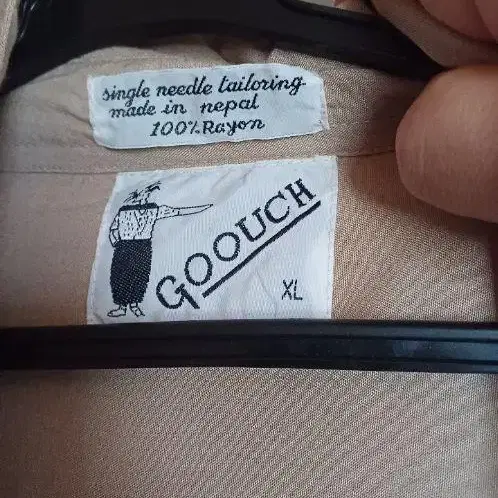 single needle tailoring
made in nepal
100% Rayon
GOOUCH
XL